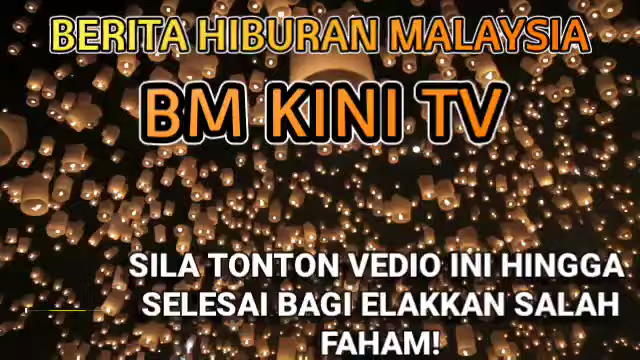 BERITA HIBURAN MALAYSIA
BM KINI TV
SILA TONTON VEDIO INI HINGGA
SELESAI BAGI ELAKKAN SALAH
FAHAM!